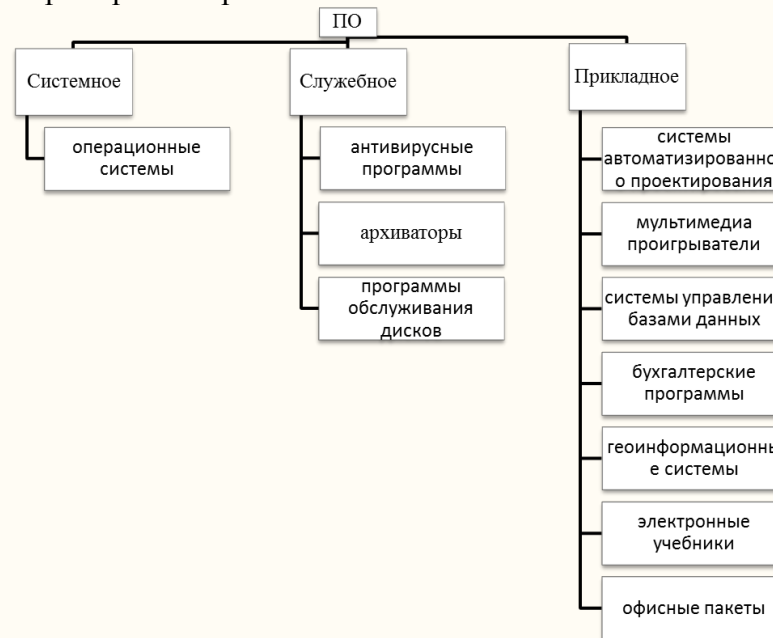 ПО
Системное
операционные
системы
Служебное
антивирусные
программы
архиваторы
программы
обслуживания
дисков
Прикладное
системы
автоматизированно
о проектирования
мультимедиа
проигрыватели
системы управлени
базами данных
бухгалтерские
программы
геоинформационны
е системы
электронные
учебники
офисные пакеты